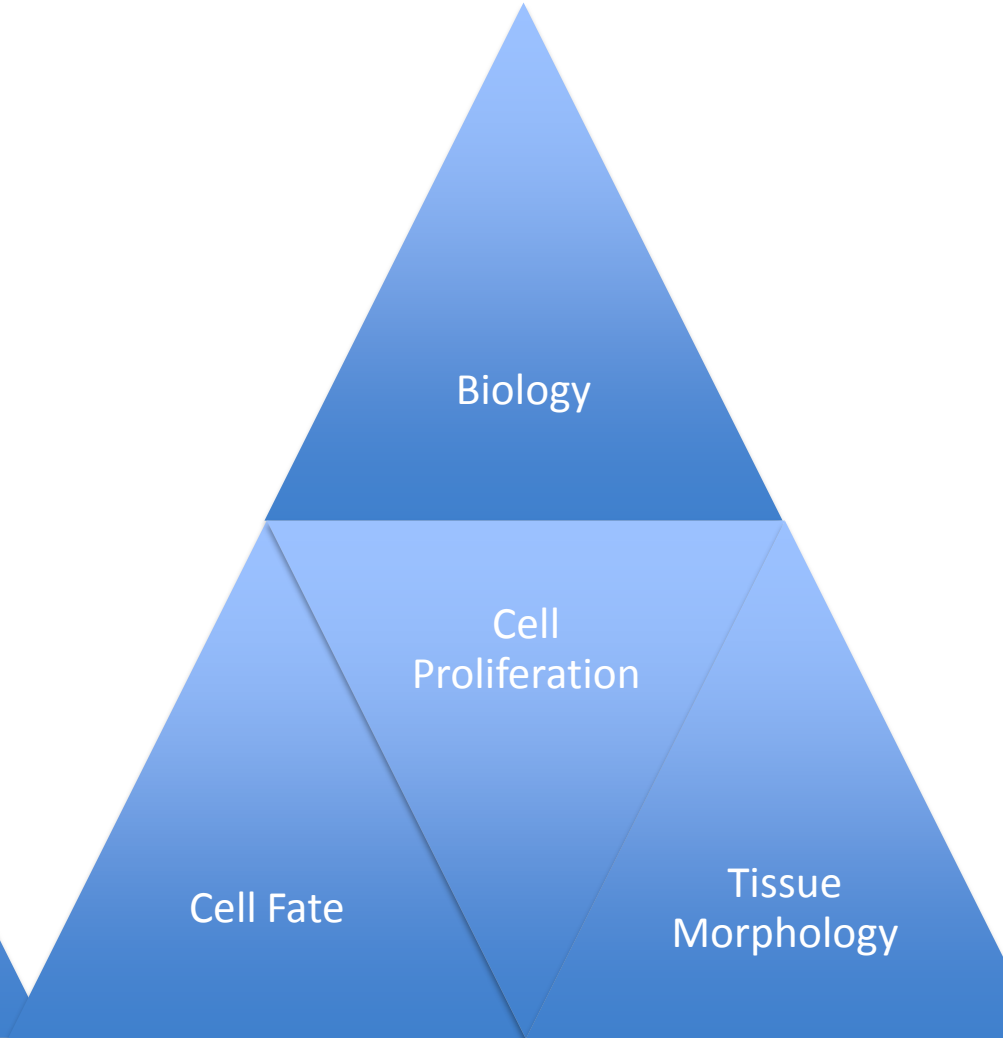 Biology
Cell
Proliferation
Cell Fate
Tissue
Morphology